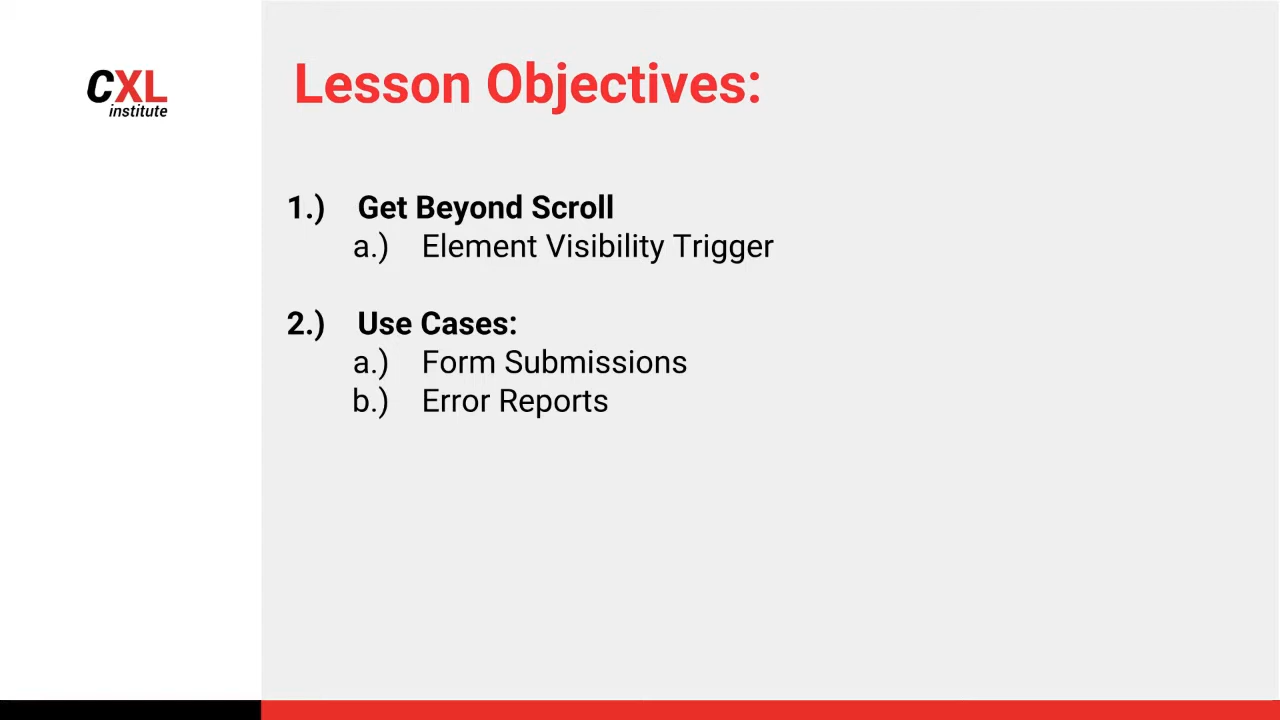 CXL
institute
Lesson Objectives:
1.) Get Beyond Scroll
a.) Element Visibility Trigger
2.) Use Cases:
a.) Form Submissions
b.) Error Reports